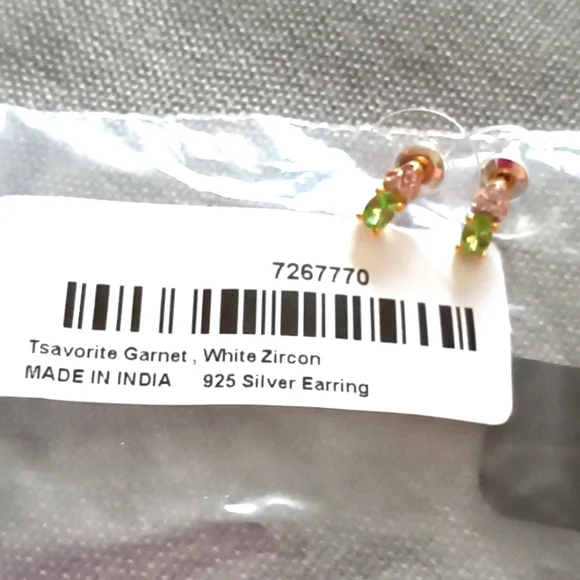 7267770
Tsavorite Garnet , White Zircon
MADE IN INDIA 925 Silver Earring